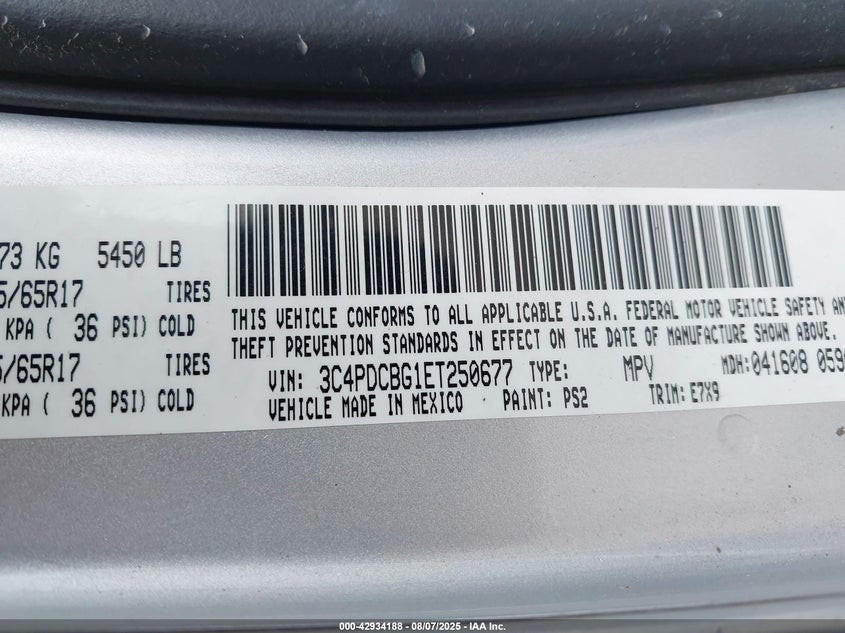 73 KG 5450 LB
5/65R17 TIRES
KPA ( 36 PSI) COLD
5/65R17 TIRES
KPA ( 36 PSI) COLD
THIS VEHICLE CONFORMS TO ALL APPLICABLE U.S.A. FEDERAL MOTOR VEHICLE SAFETY AND
THEFT PREVENTION STANDARDS IN EFFECT ON THE DATE OF MANUFACTURE SHOWN ABOVE.
VIN: 3C4PDCBG1ET250677 TYPE: MPV MDH: 041608 059
VEHICLE MADE IN MEXICO PAINT: PS2 TRIM: E7X9
000-42934188 - 08/07/2025 - IAA Inc.